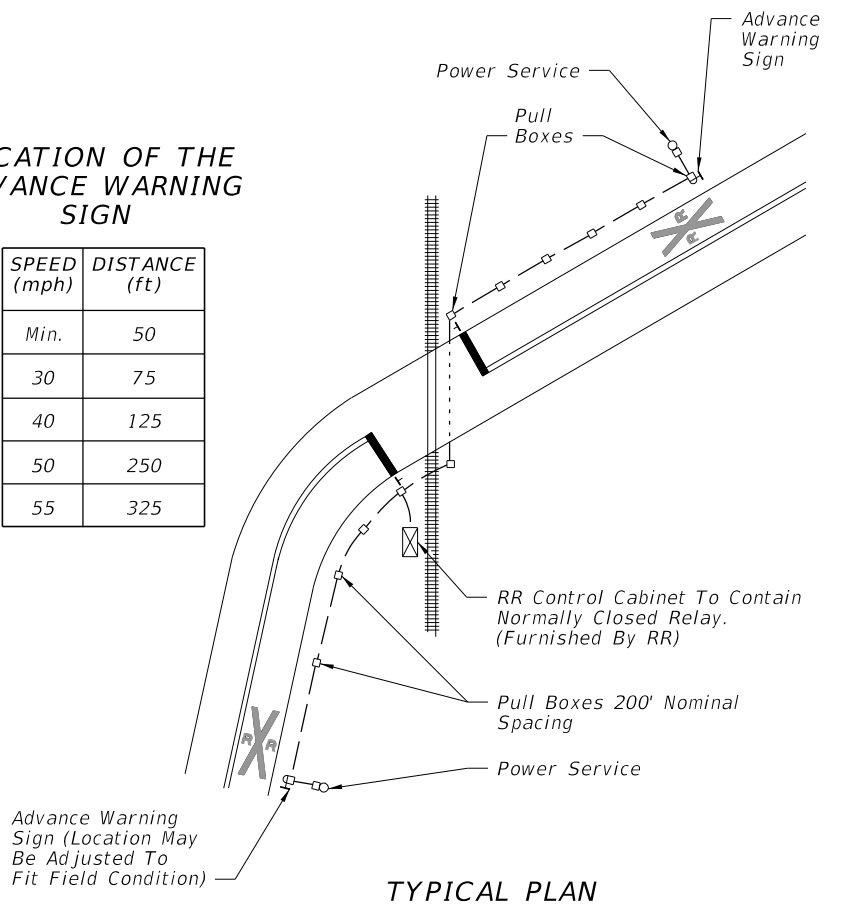 Advance
Warning
Sign
Power Service
Pull
Boxes
CATION OF THE
VANCE WARNING
SIGN
SPEED DISTANCE
(mph) (ft)
Min. 50
30 75
40 125
50 250
55 325
R
R
RR Control Cabinet To Contain
Normally Closed Relay.
(Furnished By RR)
Pull Boxes 200' Nominal
Spacing
R R
Power Service
Advance Warning
Sign (Location May
Be Adjusted To
Fit Field Condition)
TYPICAL PLAN